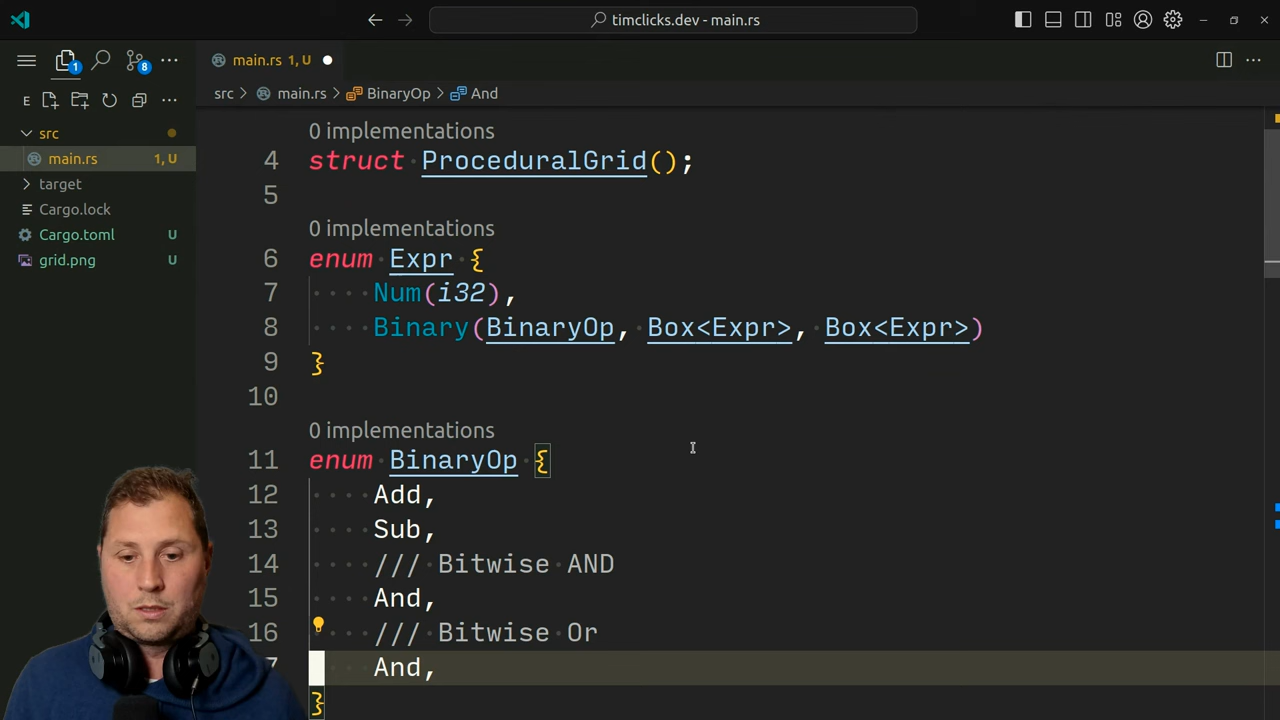 timclicks.dev - main.rs
1
8
main.rs 1, U
src > main.rs > BinaryOp > And
E
src
main.rs 1, U
target
Cargo.lock
Cargo.toml U
grid.png U
0 implementations
4 struct ProceduralGrid();
5
0 implementations
6 enum Expr {
7 Num(i32),
8 Binary(BinaryOp, Box<Expr>, Box<Expr>)
9 }
10
0 implementations
11 enum BinaryOp {
12 Add,
13 Sub,
14 /// Bitwise AND
15 And,
16 /// Bitwise Or
7 And,
}